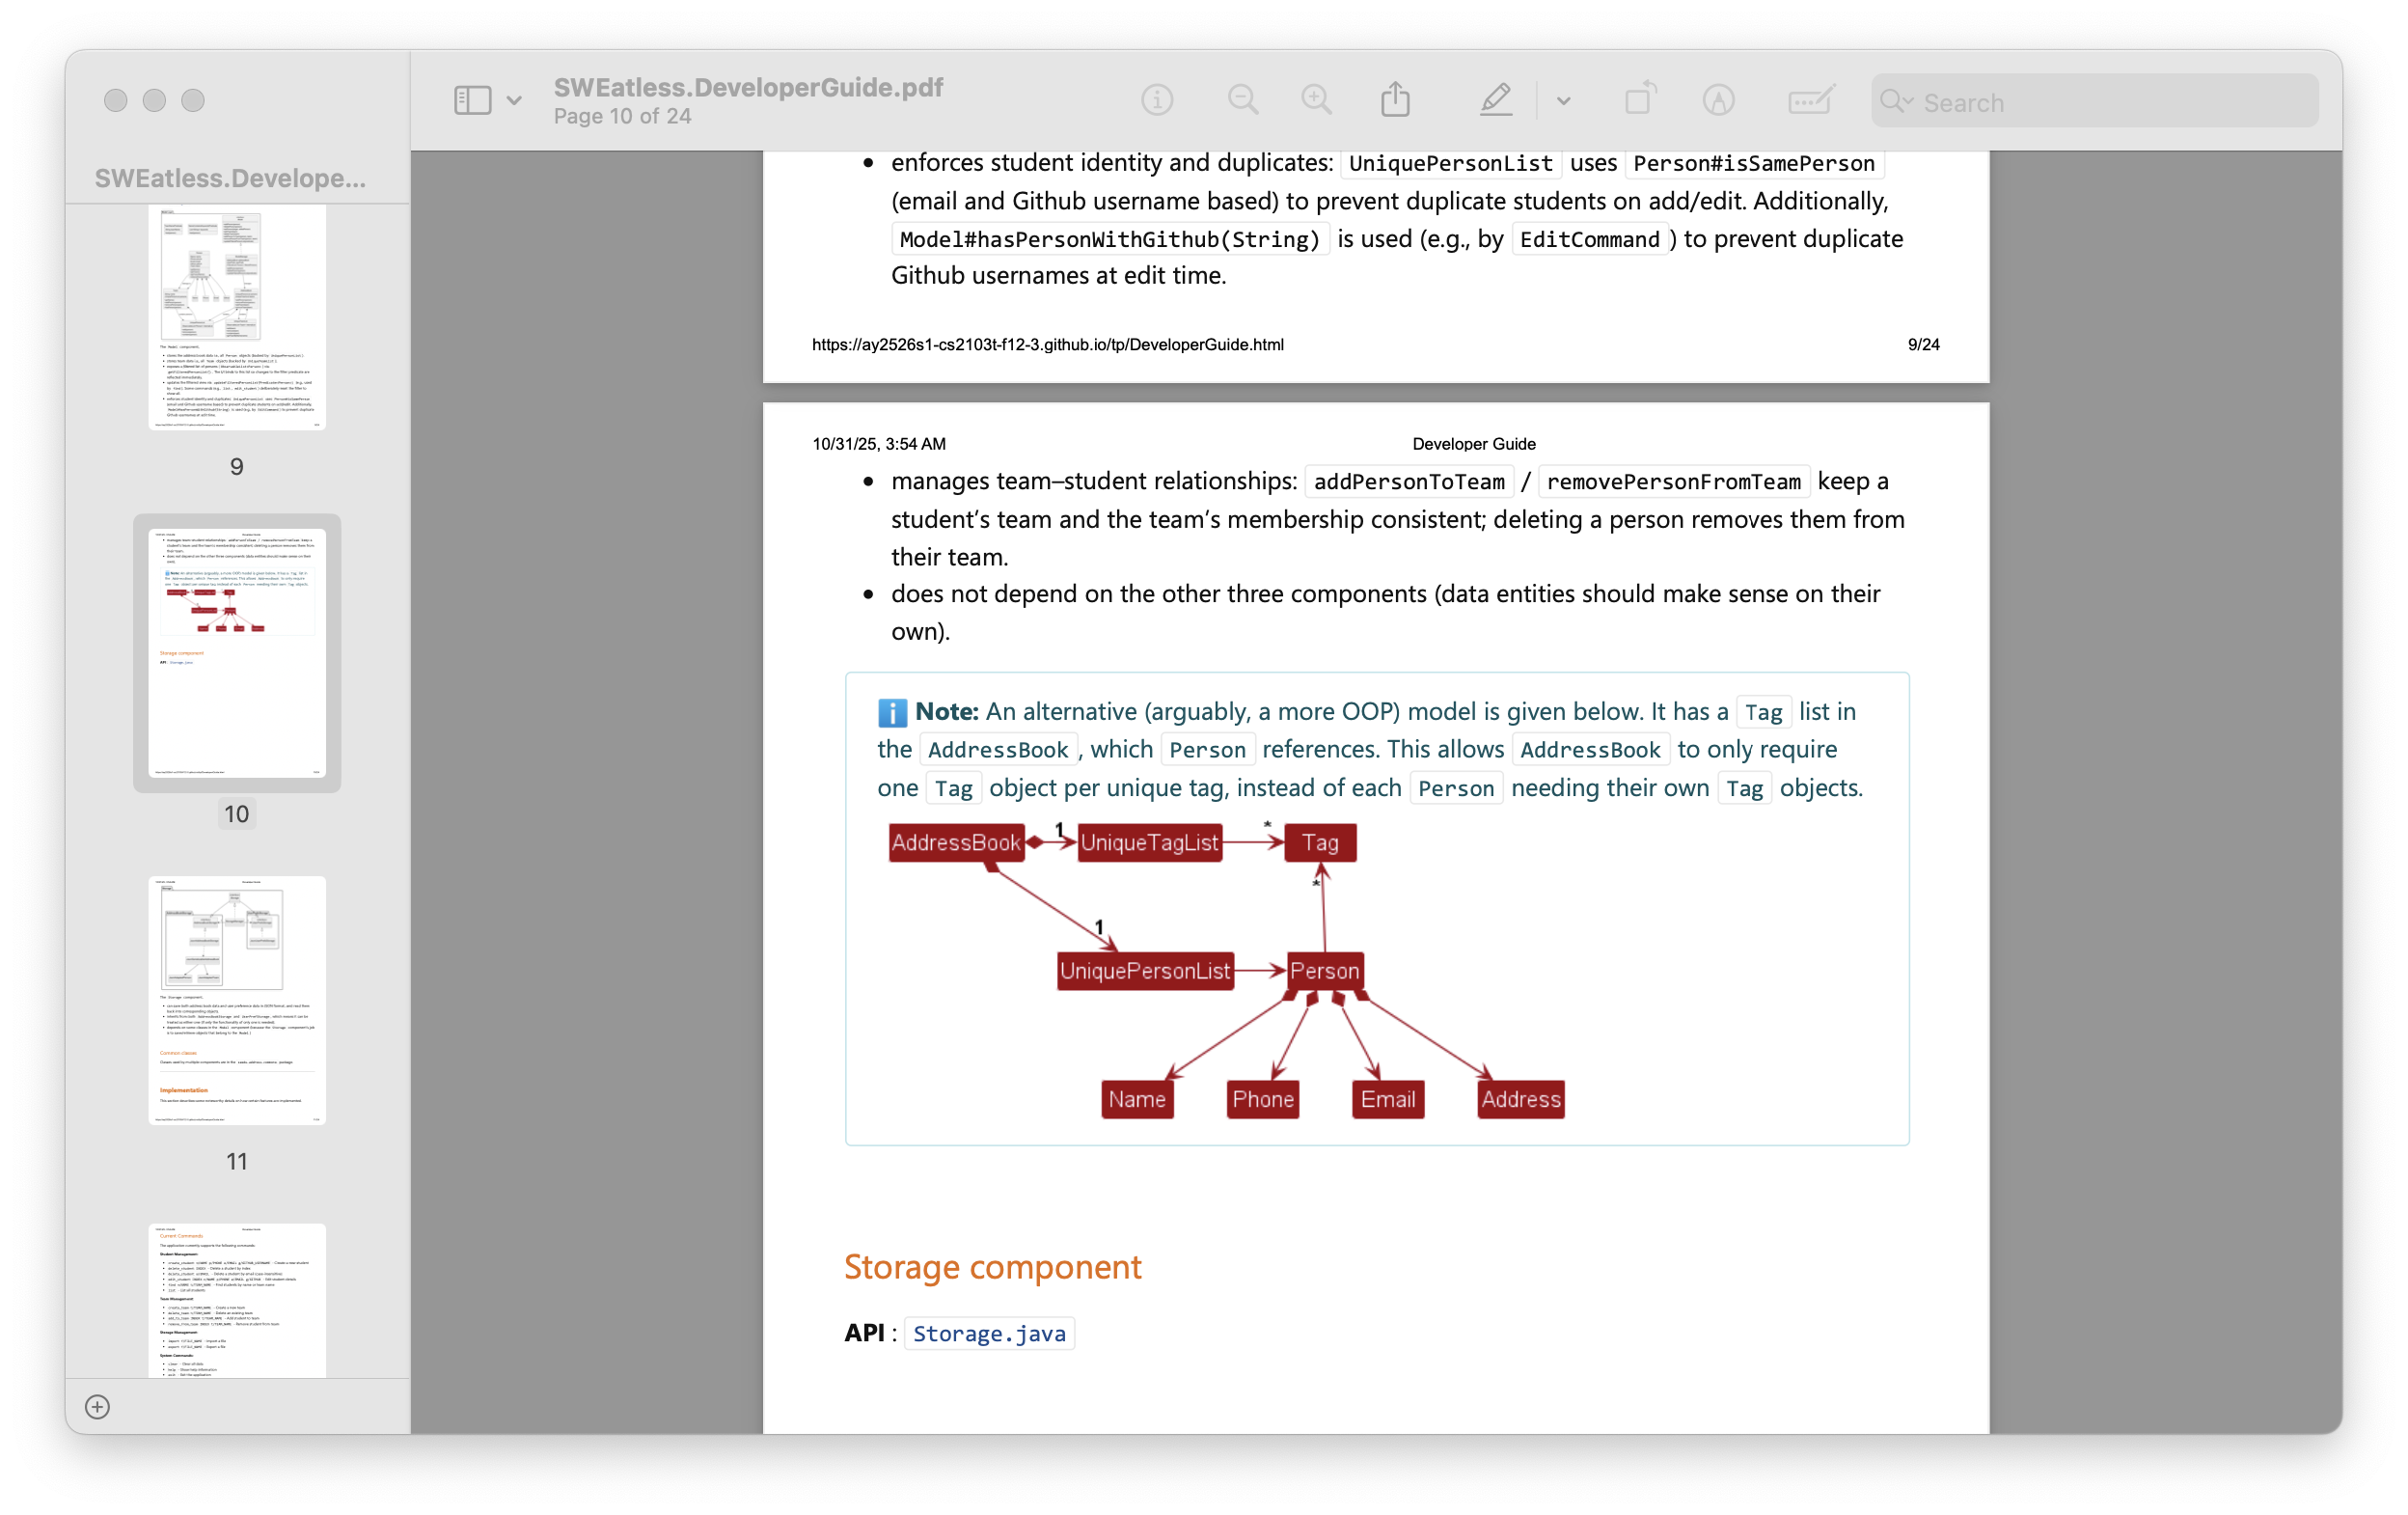 SWEatless.DeveloperGuide.pdf
Page 10 of 24
Search
SWEatless.Develope...
9
10
11
Storage component
Common classes
Implementation
Current Commands
• enforces student identity and duplicates: UniquePersonList uses Person#isSamePerson
(email and Github username based) to prevent duplicate students on add/edit. Additionally,
Model#hasPersonWithGithub(String) is used (e.g., by EditCommand) to prevent duplicate
Github usernames at edit time.
https://ay2526s1-cs2103t-f12-3.github.io/tp/DeveloperGuide.html 9/24
10/31/25, 3:54 AM Developer Guide
• manages team–student relationships: addPersonToTeam / removePersonFromTeam keep a
student’s team and the team’s membership consistent; deleting a person removes them from
their team.
• does not depend on the other three components (data entities should make sense on their
own).
Note: An alternative (arguably, a more OOP) model is given below. It has a Tag list in
the AddressBook, which Person references. This allows AddressBook to only require
one Tag object per unique tag, instead of each Person needing their own Tag objects.
AddressBook 1 UniqueTagList * Tag
*
1
UniquePersonList Person
Name Phone Email Address
Storage component
API : Storage.java